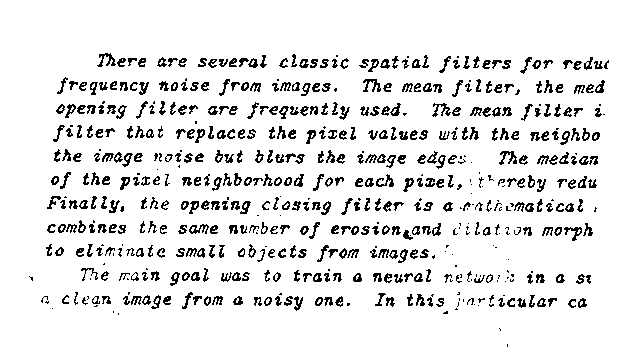 There are several classic spatial filters for reduc
frequency noise from images. The mean filter, the med
opening filter are frequently used. The mean filter i
filter that replaces the pixel values with the neighbo
the image noise but blurs the image edges. The median
of the pixel neighborhood for each pixel, thereby redu
Finally, the opening closing filter is a mathematical
combines the same number of erosion and dilation morph
to eliminate small objects from images.
The main goal was to train a neural network in a si
a clean image from a noisy one. In this particular ca